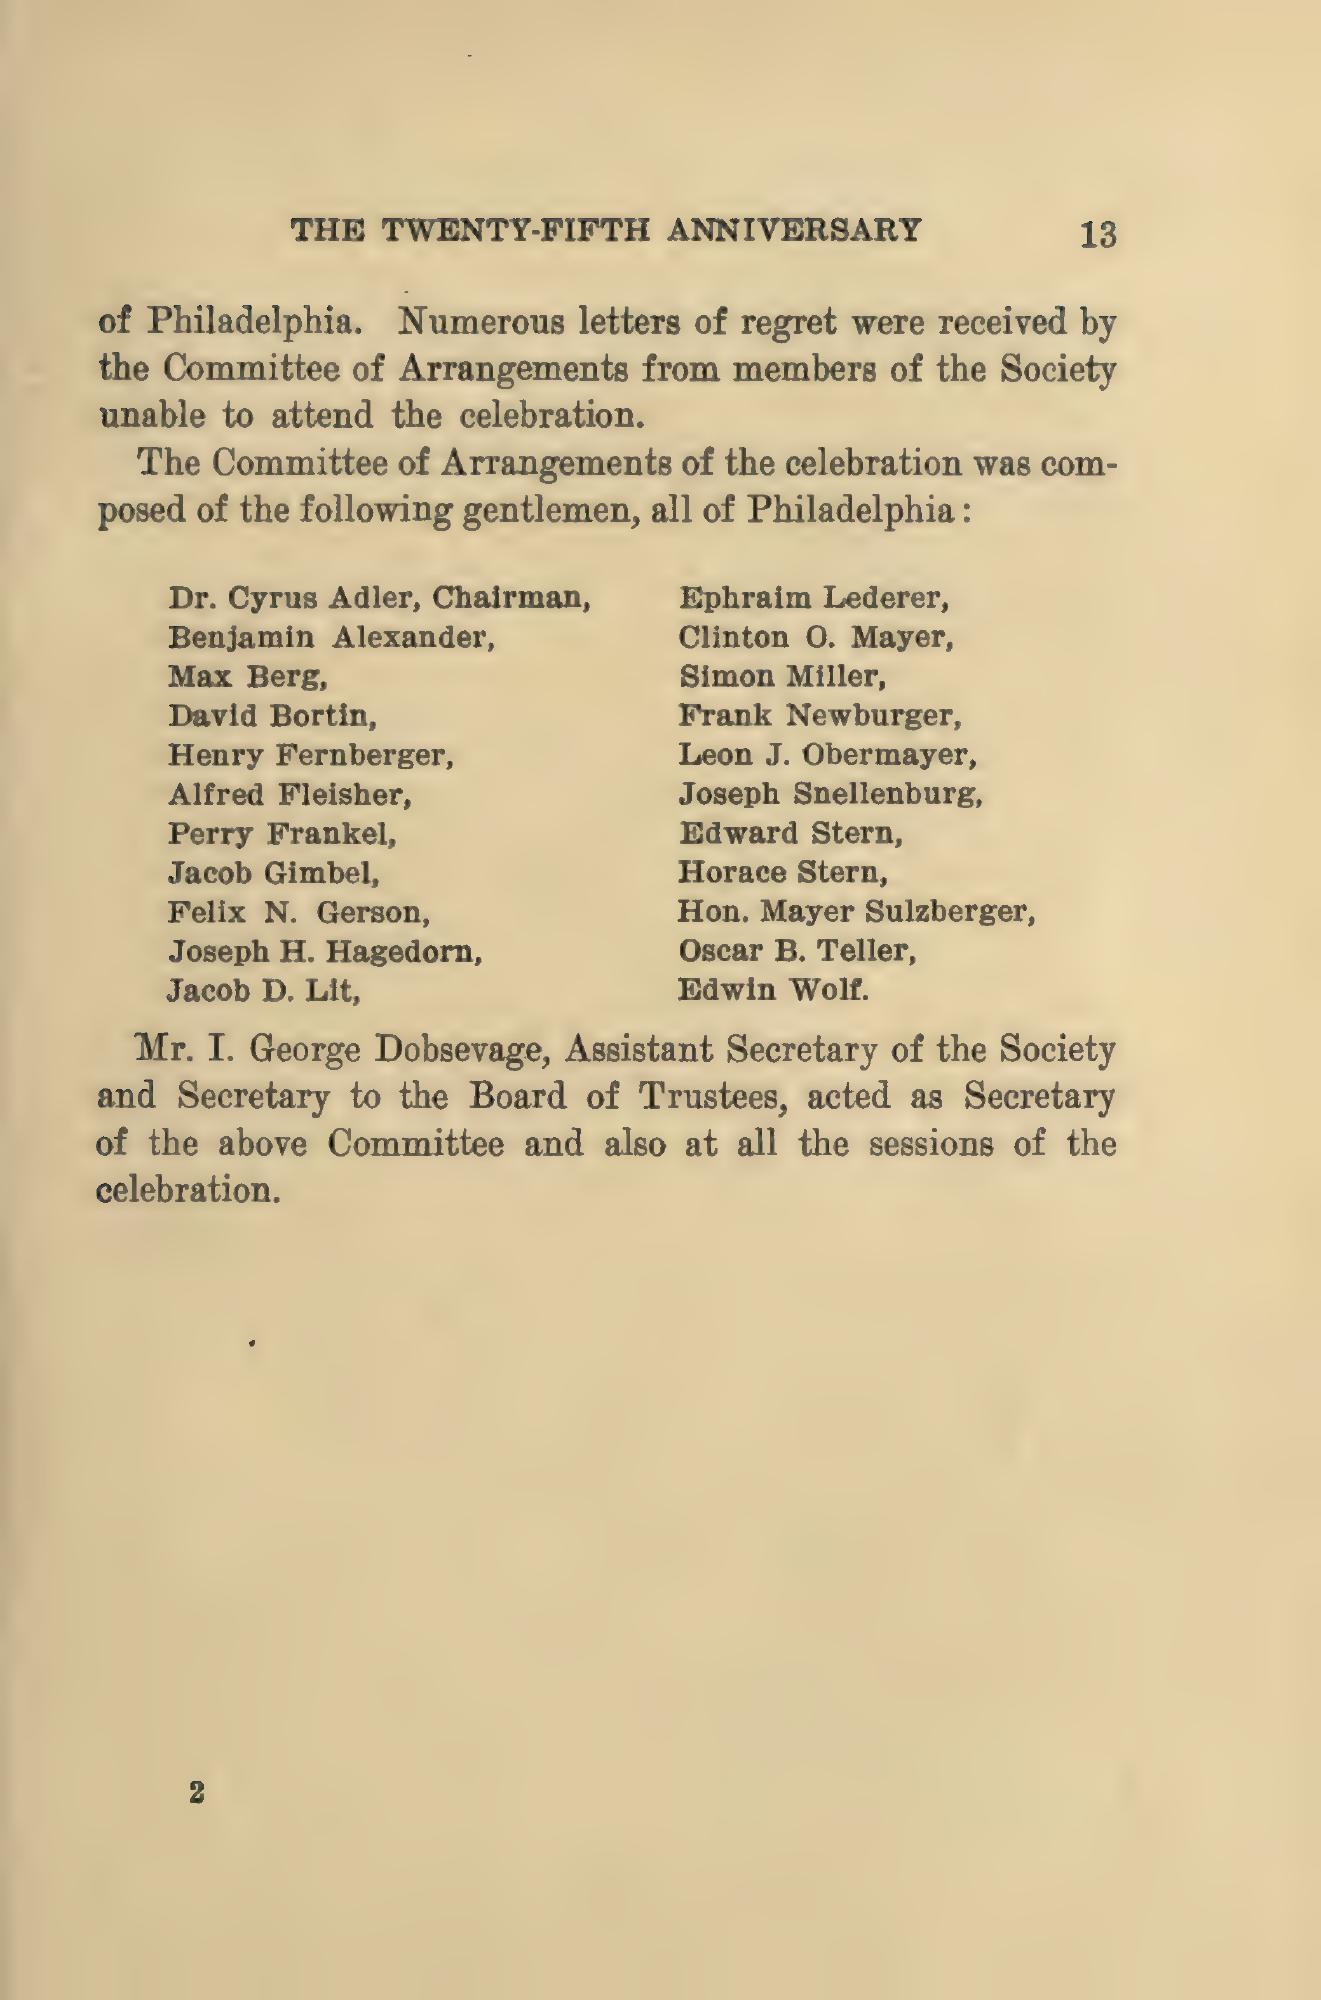 THE TWENTY-FIFTH ANNIVERSARY 13
of Philadelphia. Numerous letters of regret were received by
the Committee of Arrangements from members of the Society
unable to attend the celebration.
The Committee of Arrangements of the celebration was com-
posed of the following gentlemen, all of Philadelphia:
Dr. Cyrus Adler, Chairman,
Benjamin Alexander,
Max Berg,
David Bortin,
Henry Fernberger,
Alfred Fleisher,
Perry Frankel,
Jacob Gimbel,
Felix N. Gerson,
Joseph H. Hagedorn,
Jacob D. Lit,
Ephraim Lederer,
Clinton O. Mayer,
Simon Miller,
Frank Newburger,
Leon J. Obermayer,
Joseph Snellenburg,
Edward Stern,
Horace Stern,
Hon. Mayer Sulzberger,
Oscar B. Teller,
Edwin Wolf.
Mr. I. George Dobsevage, Assistant Secretary of the Society
and Secretary to the Board of Trustees, acted as Secretary
of the above Committee and also at all the sessions of the
celebration.
2